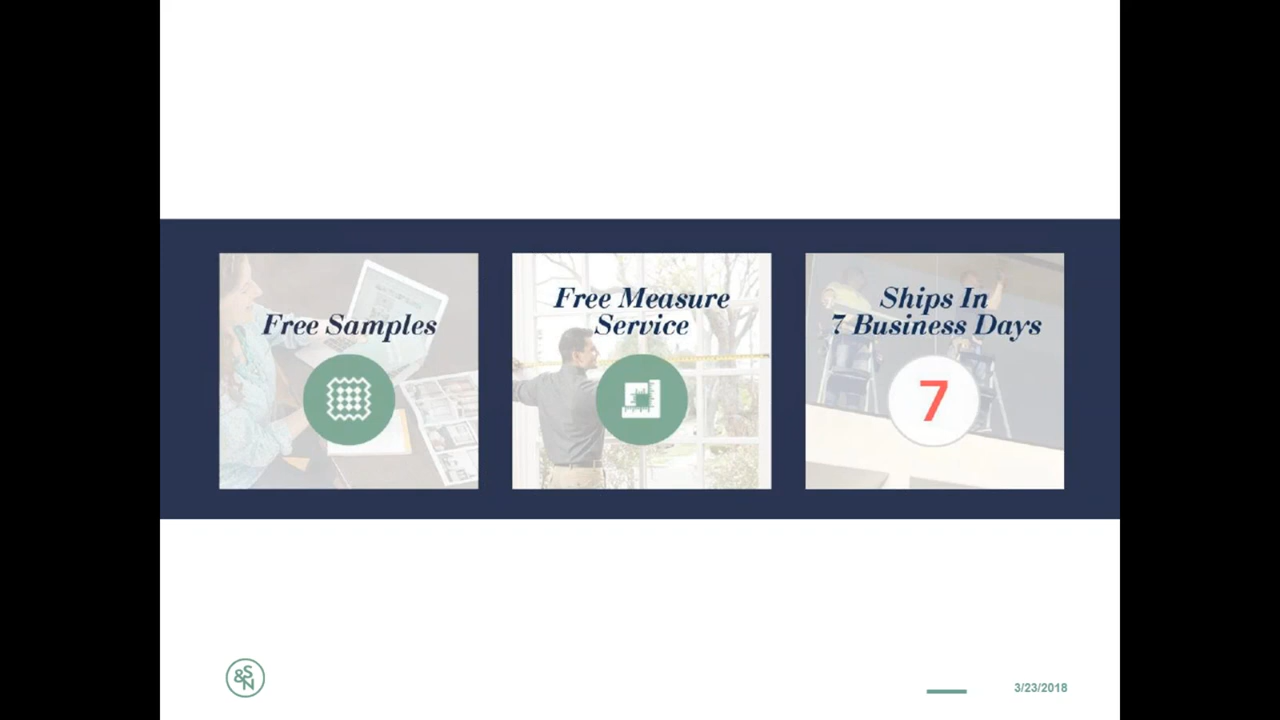 Free Samples
Free Measure
Service
Ships In
7 Business Days
7
&S
N
3/23/2018